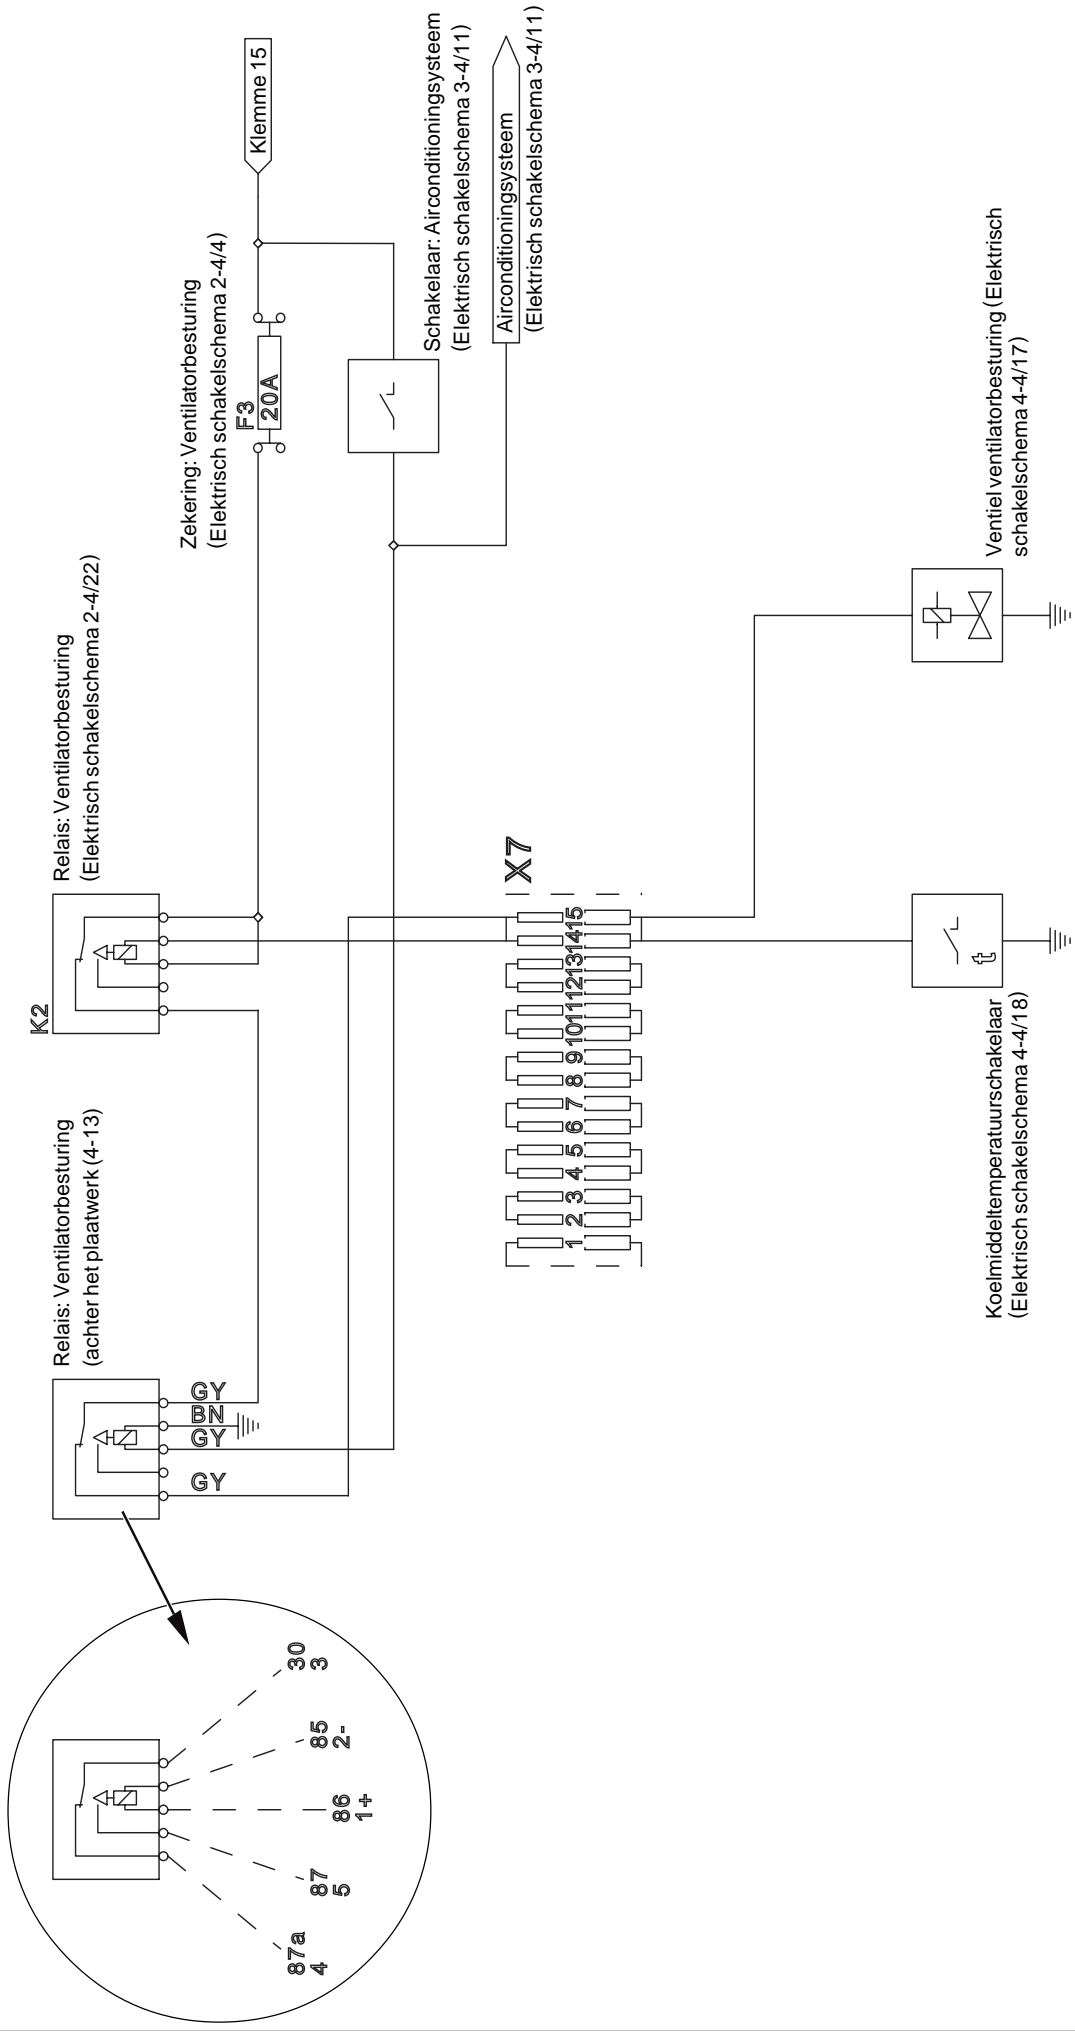 Klemme 15
Schakelaar: Airconditioningsysteem
(Elektrisch schakelschema 3-4/11)
Airconditioningsysteem
(Elektrisch schakelschema 3-4/11)
Zekering: Ventilatorbesturing
(Elektrisch schakelschema 2-4/4)
F3
20A
Relais: Ventilatorbesturing
(Elektrisch schakelschema 2-4/22)
K2
Relais: Ventilatorbesturing
(achter het plaatwerk (4-13)
GY
BN
GY
GY
30
3
85
2-
86
1+
87
5
87a
4
X7
1
2
3
4
5
6
7
8
9
10
11
12
13
14
15
Ventiel ventilatorbesturing (Elektrisch
schakelschema 4-4/17)
t
Koelmiddeltemperatuurschakelaar
(Elektrisch schakelschema 4-4/18)